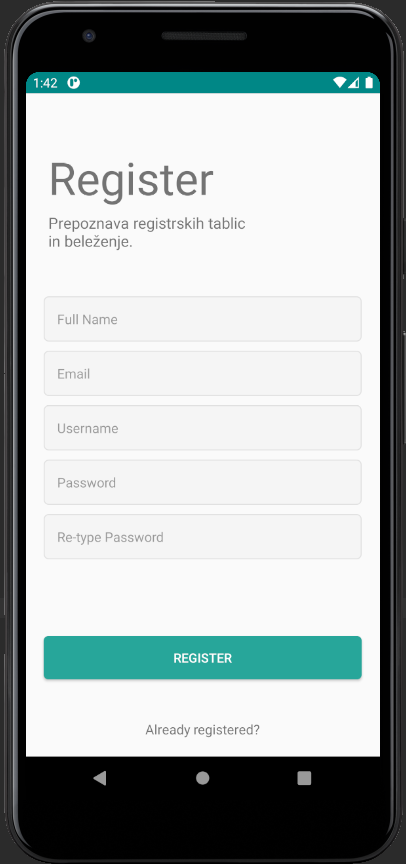 1:42
Register
Prepoznava registrskih tablic
in beleženje.
Full Name
Email
Username
Password
Re-type Password
REGISTER
Already registered?